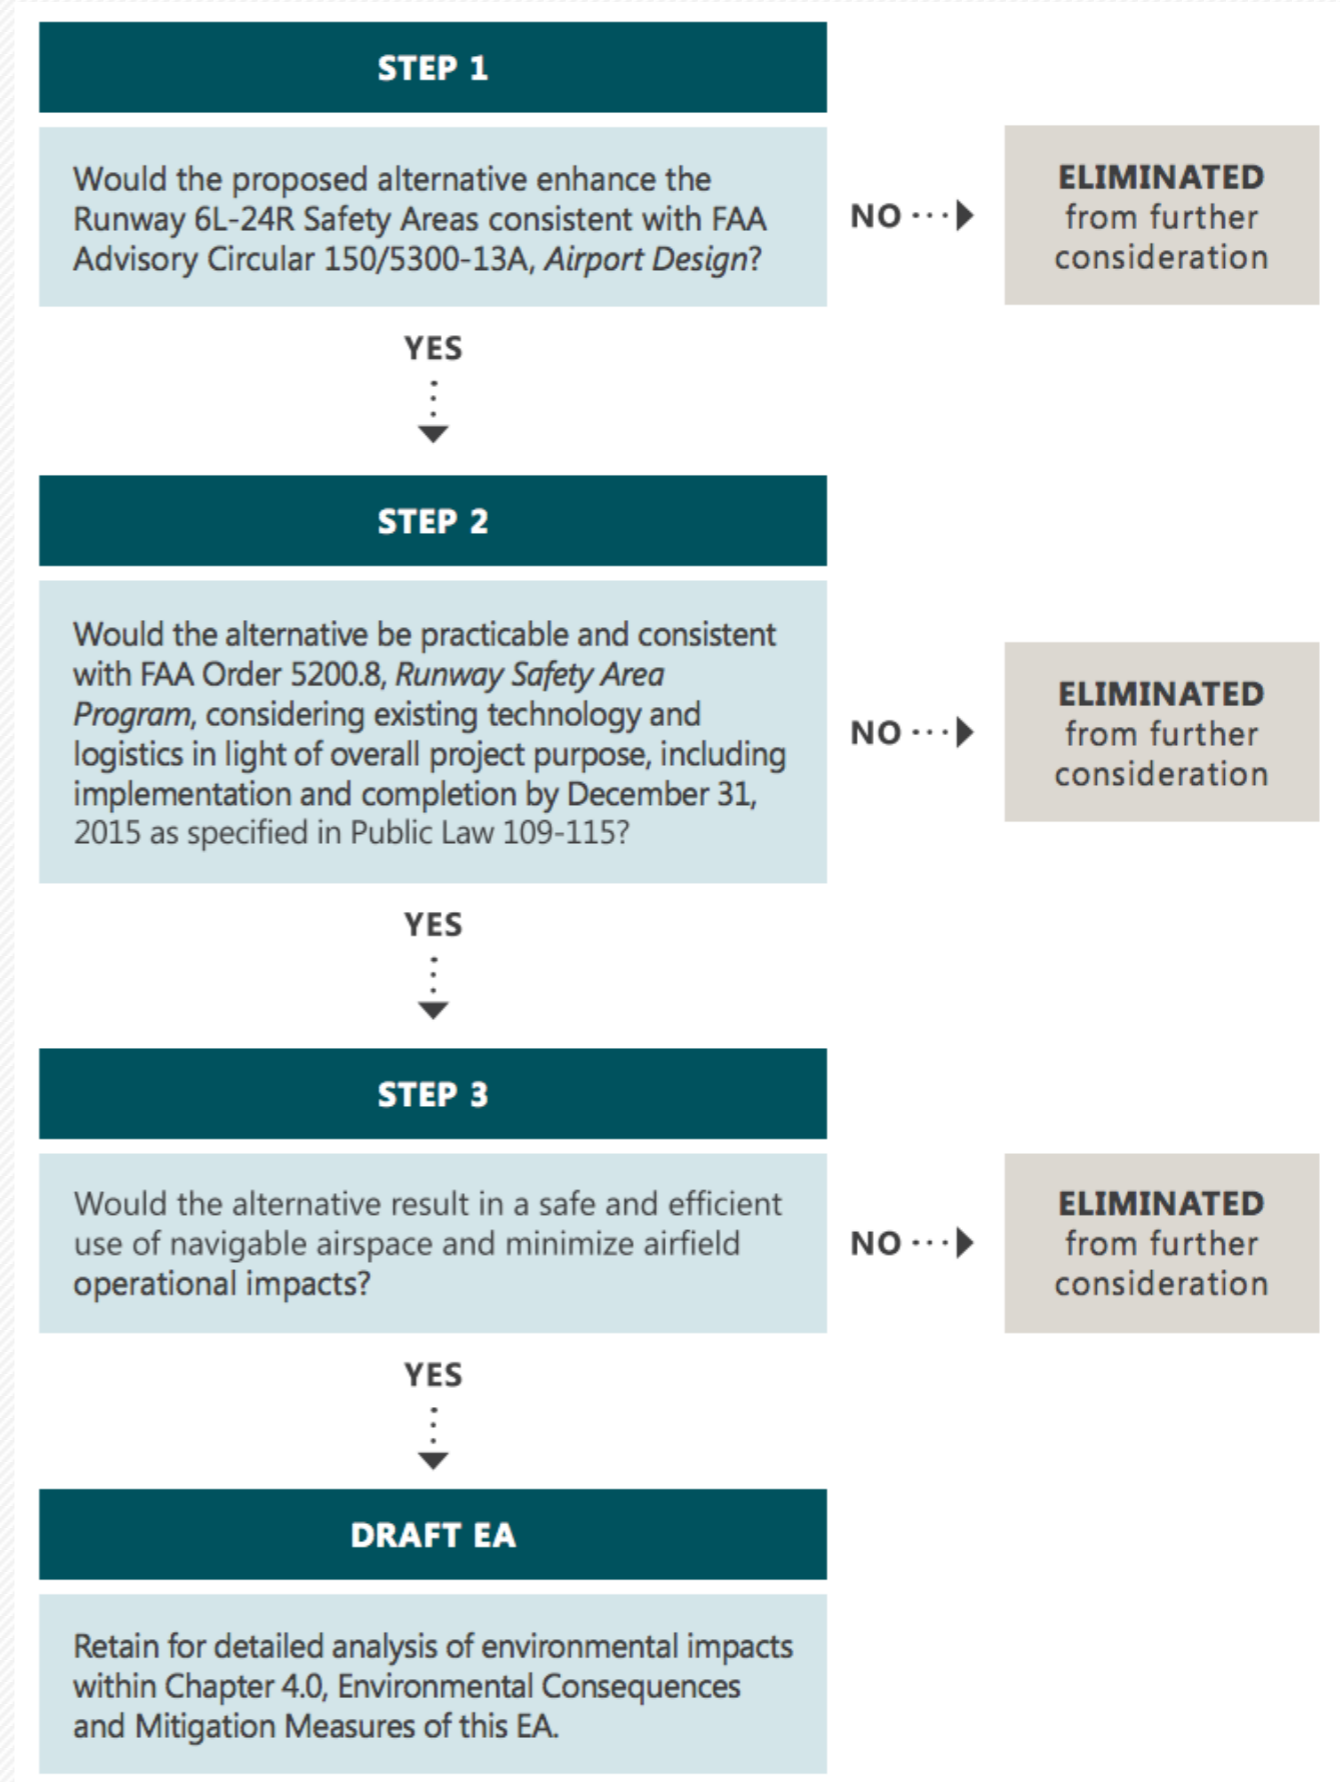 STEP 1
Would the proposed alternative enhance the
Runway 6L-24R Safety Areas consistent with FAA
Advisory Circular 150/5300-13A, Airport Design?
NO
ELIMINATED
from further
consideration
YES
STEP 2
Would the alternative be practicable and consistent
with FAA Order 5200.8, Runway Safety Area
Program, considering existing technology and
logistics in light of overall project purpose, including
implementation and completion by December 31,
2015 as specified in Public Law 109-115?
NO
ELIMINATED
from further
consideration
YES
STEP 3
Would the alternative result in a safe and efficient
use of navigable airspace and minimize airfield
operational impacts?
NO
ELIMINATED
from further
consideration
YES
DRAFT EA
Retain for detailed analysis of environmental impacts
within Chapter 4.0, Environmental Consequences
and Mitigation Measures of this EA.